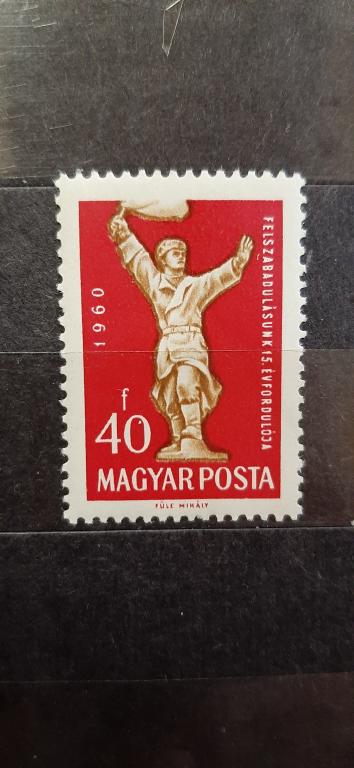 1960
FELSZABADULÁSUNK 15. ÉVFORDULÓJA
f
40
MAGYAR POSTA
FÜLE MIHÁLY